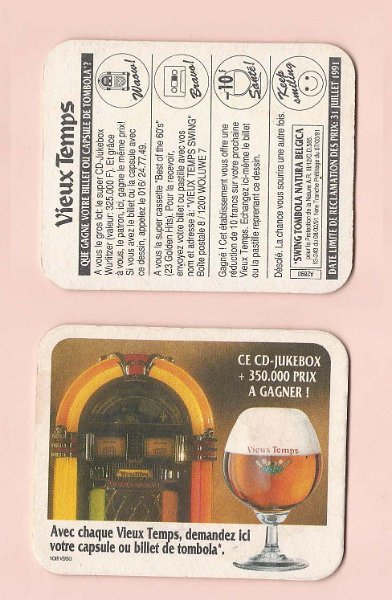 Vieux Temps
QUE GAGNE VOTRE BILLET OU CAPSULE DE TOMBOLA*?
Waouw!
A vous le gros lot: le super CD-Jukebox
Wurlitzer (valeur: 325.000 F). Et grâce
à vous, le patron, ici, gagne le même prix!
Si vous avez le billet ou la capsule avec
ce dessin, appelez le 016/ 24.77.49.
Bravo!
A vous la super cassette "Best of the 60's"
(23 Golden Hits). Pour la recevoir,
envoyez votre billet ou pastille avec vos
nom et adresse à: "VIEUX TEMPS SWING"
Boîte postale 8 / 1200 WOLUWE 7
-10F
Santé!
Gagné ! Cet établissement vous offre une
réduction de 10 francs sur votre prochaine
Vieux Temps. Echangez ici-même le billet
ou la pastille reprenant ce dessin.
Keep
smiling
Désolé. La chance vous sourira une autre fois.
*SWING TOMBOLA NATURA BELGICA
DATE LIMITE DE RECLAMATION DES PRIX: 31 JUILLET 1991
CE CD-JUKEBOX
+ 350.000 PRIX
A GAGNER !
Vieux Temps
Avec chaque Vieux Temps, demandez ici
votre capsule ou billet de tombola*.